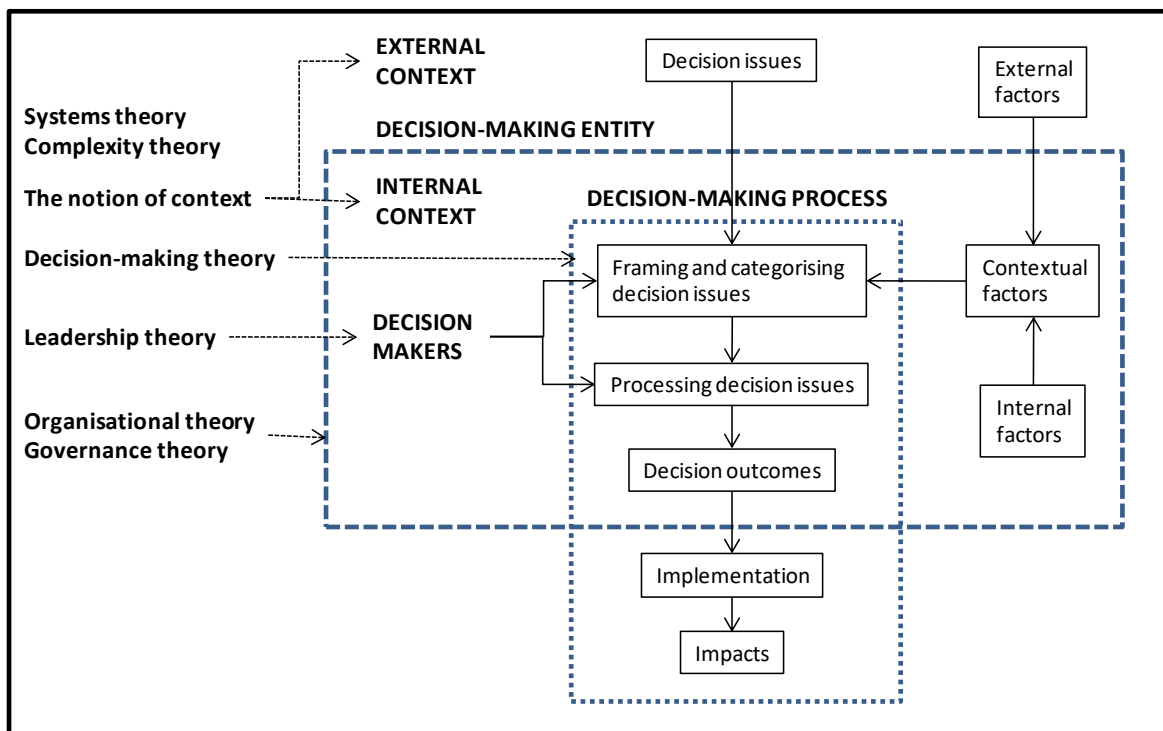 EXTERNAL
CONTEXT
Decision issues
External
factors
Systems theory
Complexity theory
DECISION-MAKING ENTITY
The notion of context
INTERNAL
CONTEXT
DECISION-MAKING PROCESS
Decision-making theory
Framing and categorising
decision issues
Contextual
factors
Leadership theory
DECISION
MAKERS
Processing decision issues
Internal
factors
Organisational theory
Governance theory
Decision outcomes
Implementation
Impacts